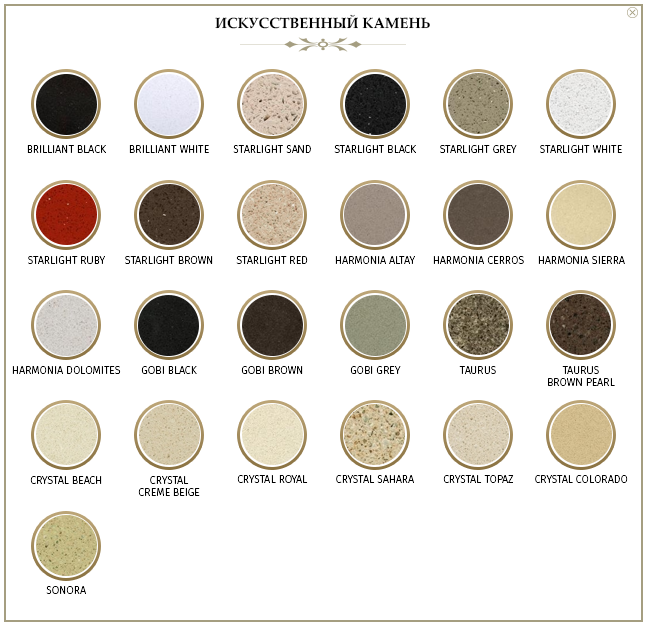 ИСКУССТВЕННЫЙ КАМЕНЬ
BRILLIANT BLACK
BRILLIANT WHITE
STARLIGHT SAND
STARLIGHT BLACK
STARLIGHT GREY
STARLIGHT WHITE
STARLIGHT RUBY
STARLIGHT BROWN
STARLIGHT RED
HARMONIA ALTAY
HARMONIA CERROS
HARMONIA SIERRA
HARMONIA DOLOMITES
GOBI BLACK
GOBI BROWN
GOBI GREY
TAURUS
TAURUS
BROWN PEARL
CRYSTAL BEACH
CRYSTAL
CREME BEIGE
CRYSTAL ROYAL
CRYSTAL SAHARA
CRYSTAL TOPAZ
CRYSTAL COLORADO
SONORA